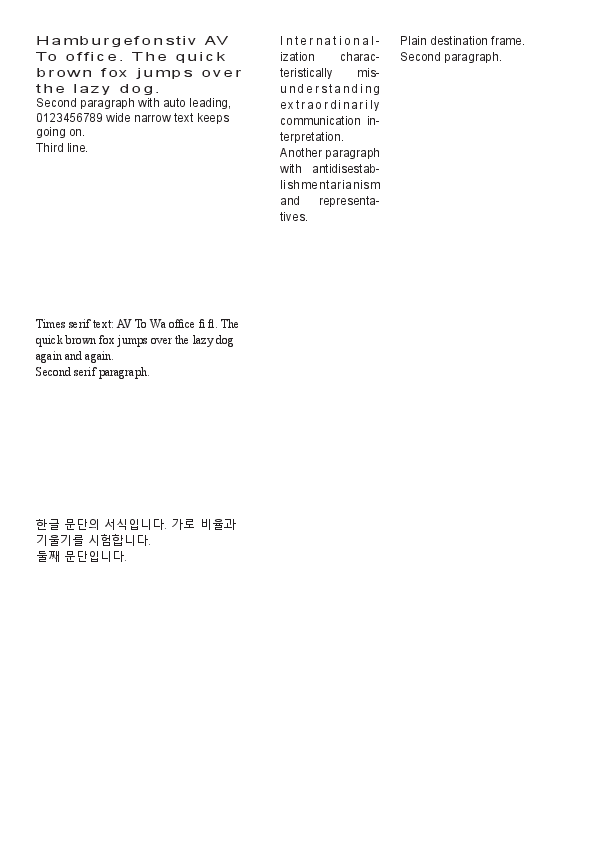 Hamburgefonstiv AV
To office. The quick
brown fox jumps over
the lazy dog.
Second paragraph with auto leading,
0123456789 wide narrow text keeps
going on.
Third line.
Times serif text: AV To Wa office fi fl. The
quick brown fox jumps over the lazy dog
again and again.
Second serif paragraph.
한글 문단의 서식입니다. 가로 비율과
기울기를 시험합니다.
둘째 문단입니다.
International-
ization charac-
teristically mis-
understanding
extraordinarily
communication in-
terpretation.
Another paragraph
with antidisestab-
lishmentarianism
and representa-
tives.
Plain destination frame.
Second paragraph.